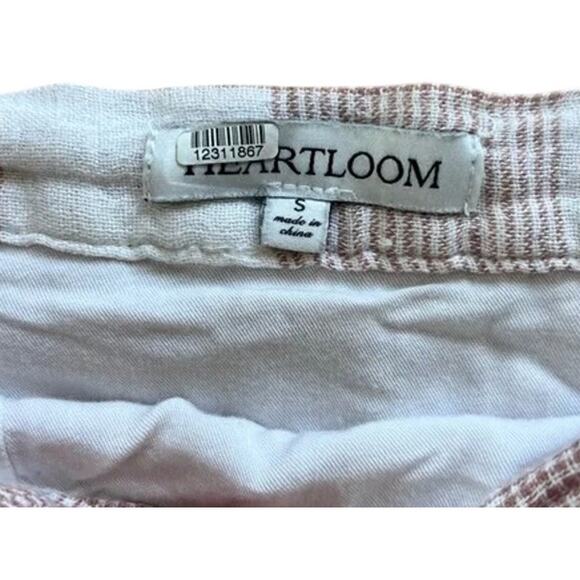 12311867
HEARTLOOM
S
made in
china